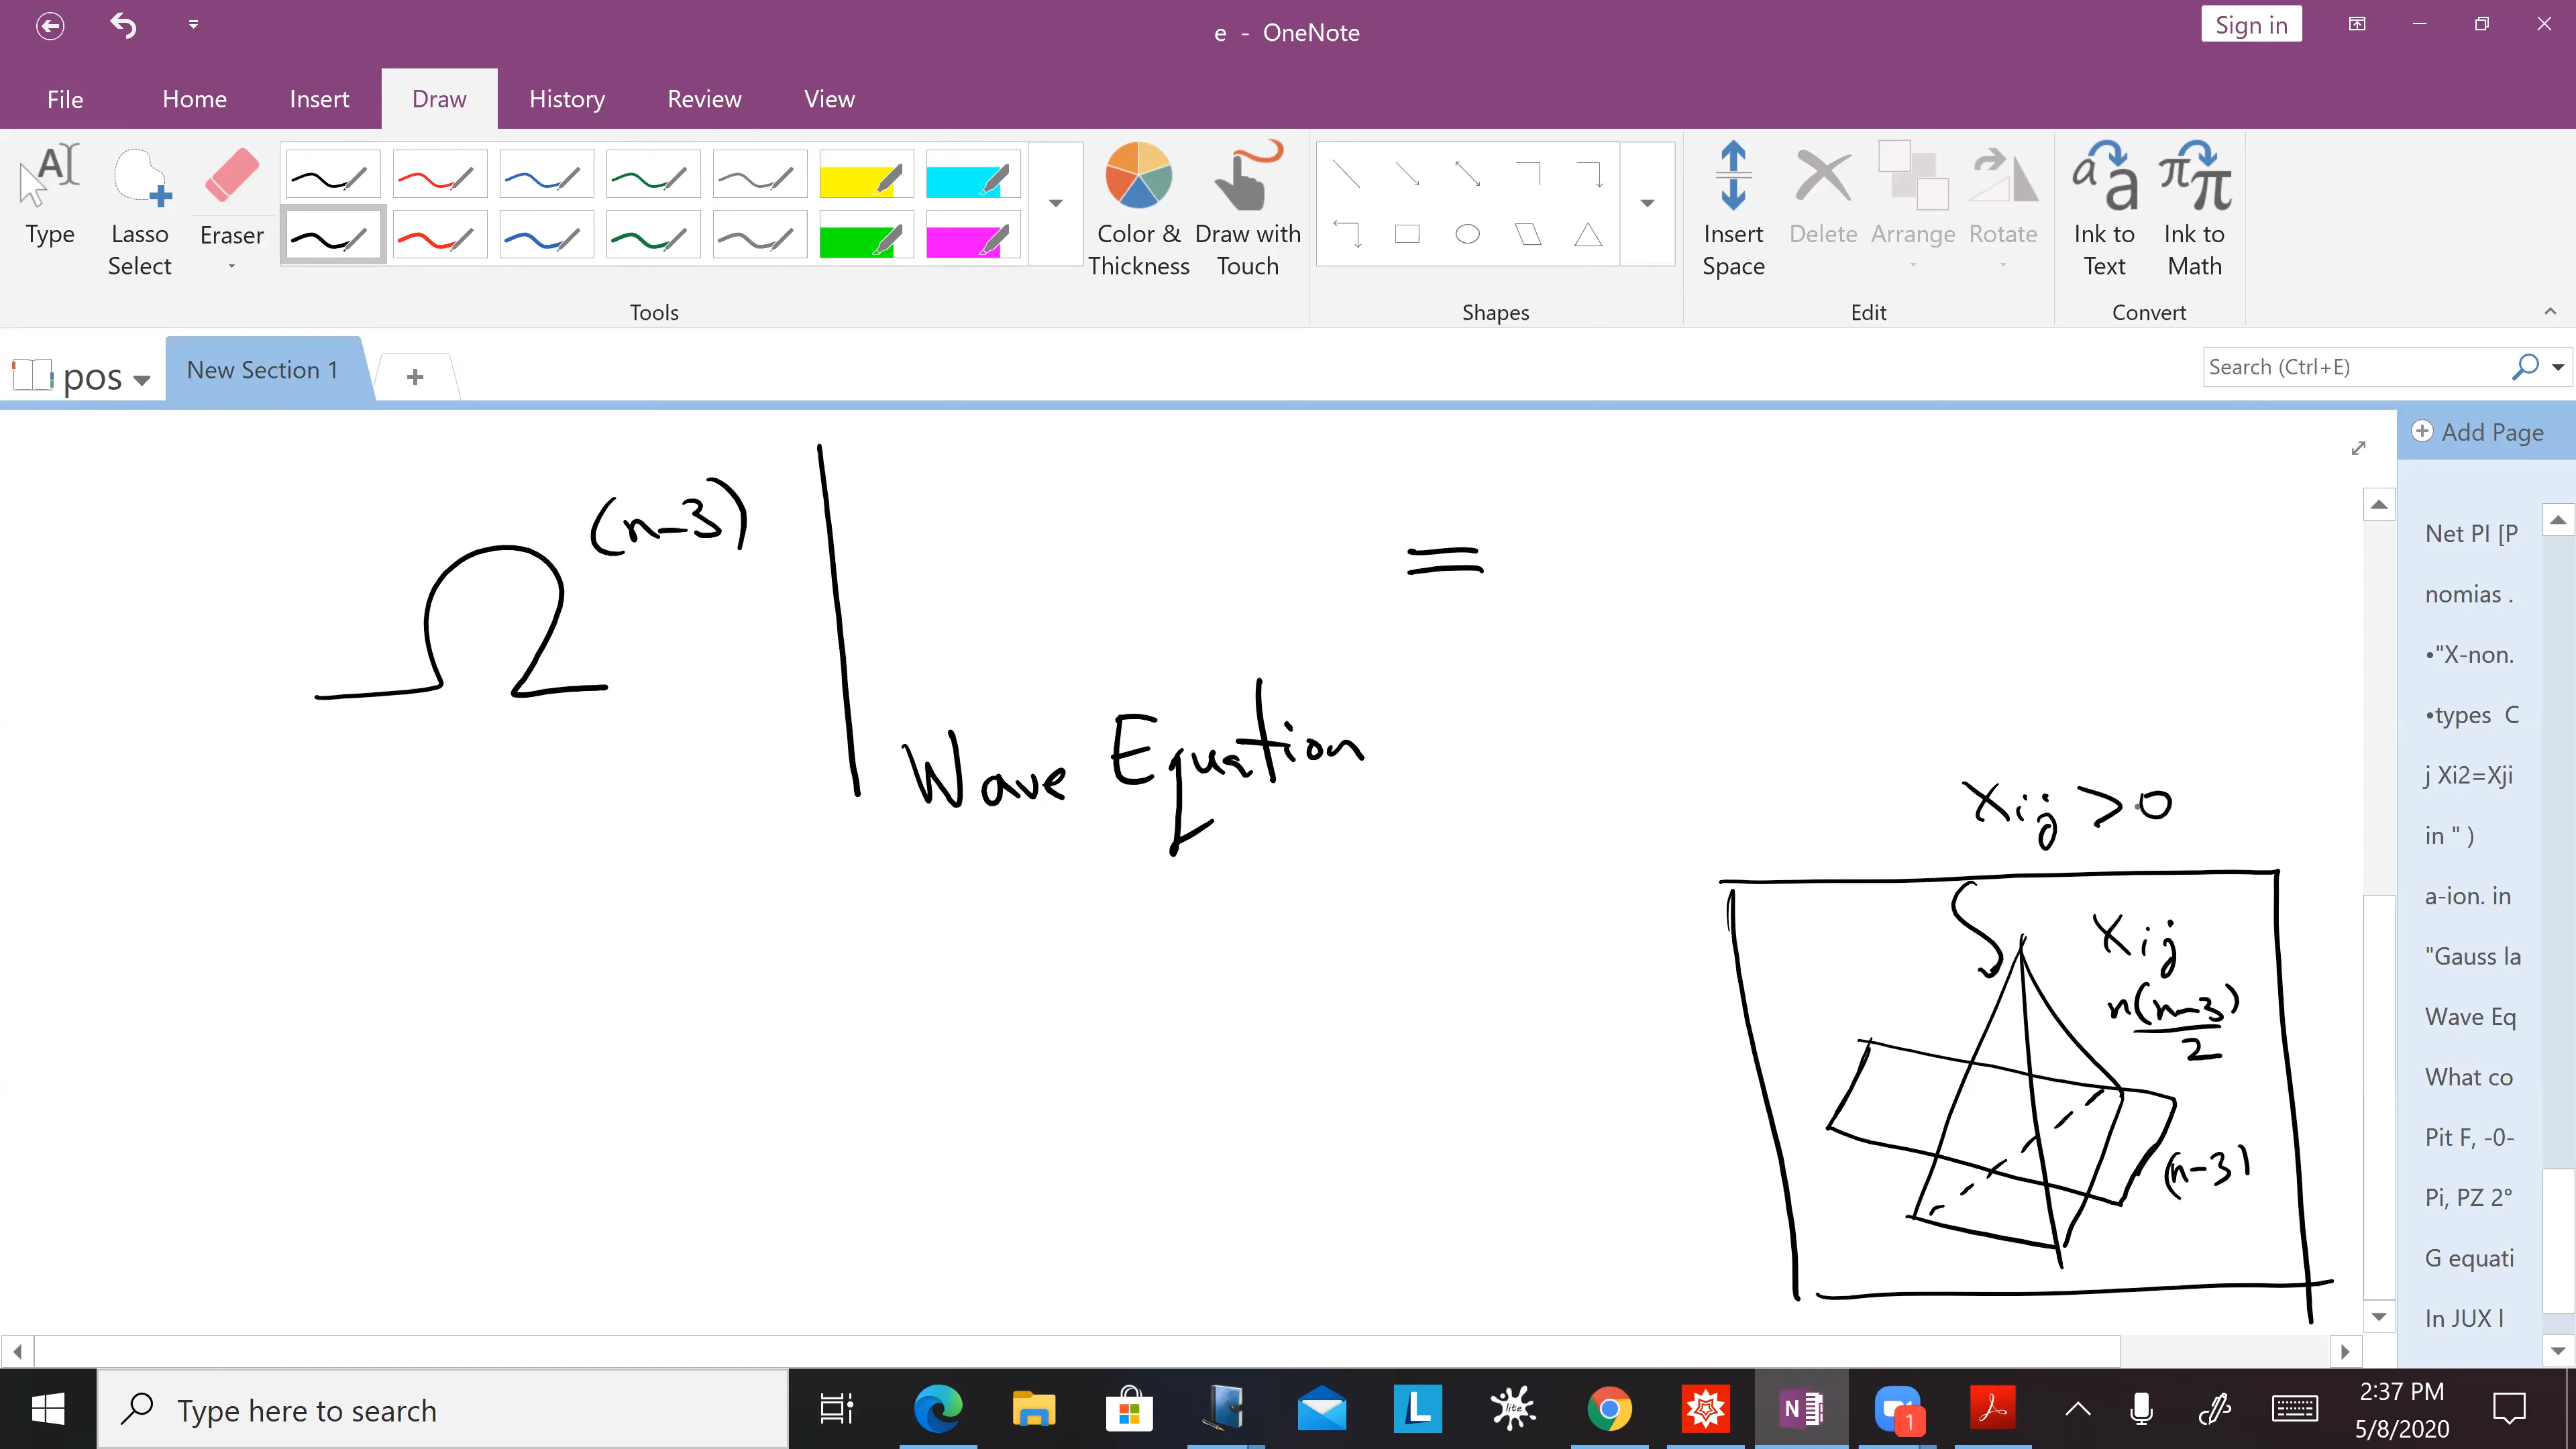 e - OneNote
Sign in
File Home Insert Draw History Review View
Type
Lasso Select
Eraser
Color & Thickness
Draw with Touch
Insert Space
Delete
Arrange
Rotate
Ink to Text
Ink to Math
Tools
Shapes
Edit
Convert
pos
New Section 1
Search (Ctrl+E)
Add Page
Net PI [P
nomias .
•"X-non.
•types C
j Xi2=Xji
in " )
a-ion. in
"Gauss la
Wave Eq
What co
Pit F, -0-
Pi, PZ 2°
G equati
In JUX l
Ω^(n-3) | =
Wave Equation
Xij > 0
Xij
n(n-3)
2
(n-3)
Type here to search
lite
1
2:37 PM
5/8/2020